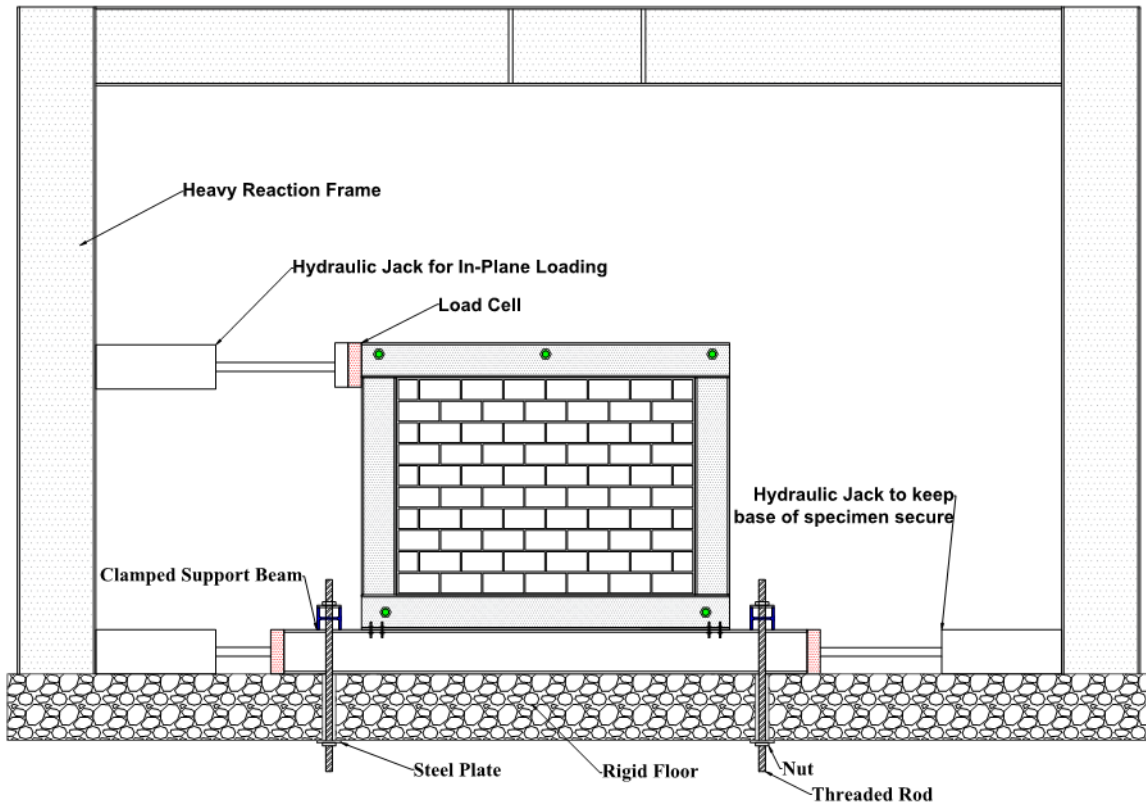 Heavy Reaction Frame
Hydraulic Jack for In-Plane Loading
Load Cell
Hydraulic Jack to keep
base of specimen secure
Clamped Support Beam
Steel Plate
Rigid Floor
Nut
Threaded Rod